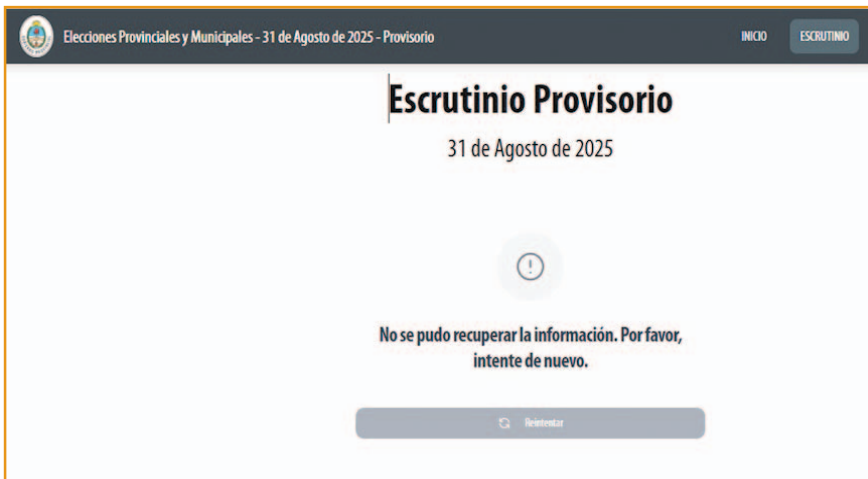 Elecciones Provinciales y Municipales - 31 de Agosto de 2025 - Provisorio
INICIO
ESCRUTINIO
Escrutinio Provisorio
31 de Agosto de 2025
No se pudo recuperar la información. Por favor,
intente de nuevo.
Reintentar